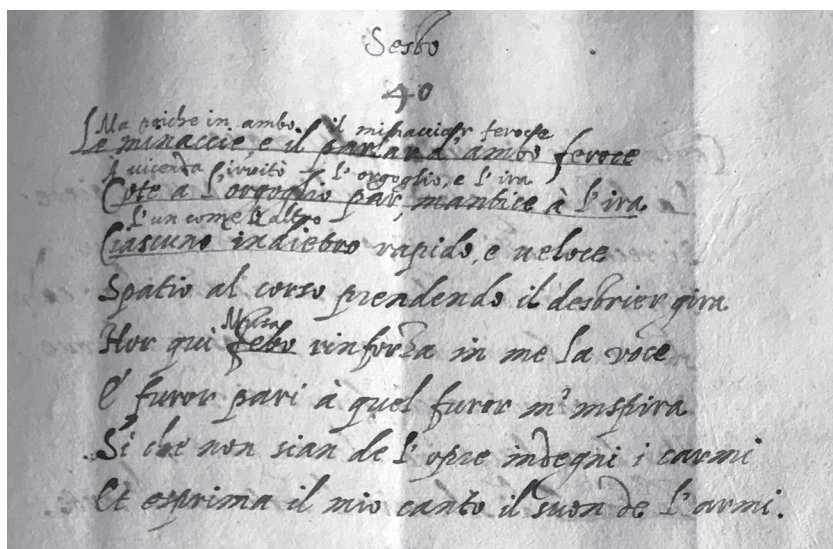 Sesto
40
Ma poiche in ambo il minacciar feroce
Le minaccie, e il parlar d'ambo feroce
A vicenda irritò l'orgoglio, e l'ira
Cote a l'orgoglio par, mantice à l'ira
L'un come l'altro
Ciascuno indietro rapido, e veloce
Spatio al corso prendendo il destrier gira
Musa
Hor qui Febo rinforza in me la voce
E furor pari à quel furor m'inspira
Si che non sian de l'opre indegni i carmi
Et esprima il mio canto il suon de l'armi.